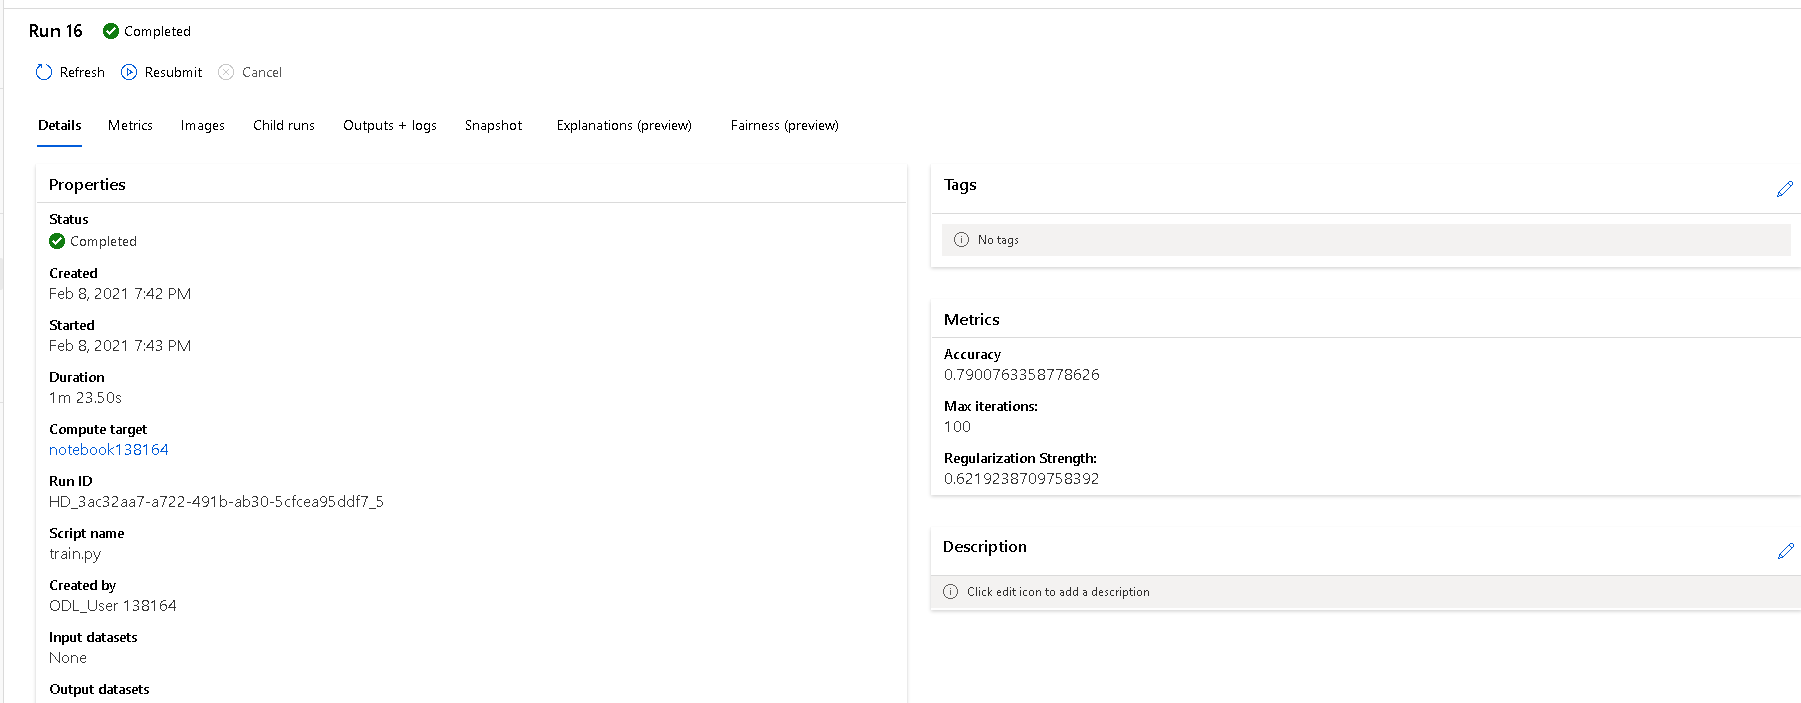 Run 16 Completed
Refresh Resubmit Cancel
Details Metrics Images Child runs Outputs + logs Snapshot Explanations (preview) Fairness (preview)
Properties
Status
Completed
Created
Feb 8, 2021 7:42 PM
Started
Feb 8, 2021 7:43 PM
Duration
1m 23.50s
Compute target
notebook138164
Run ID
HD_3ac32aa7-a722-491b-ab30-5cfcea95ddf7_5
Script name
train.py
Created by
ODL_User 138164
Input datasets
None
Output datasets
Tags
No tags
Metrics
Accuracy
0.7900763358778626
Max iterations:
100
Regularization Strength:
0.6219238709758392
Description
Click edit icon to add a description